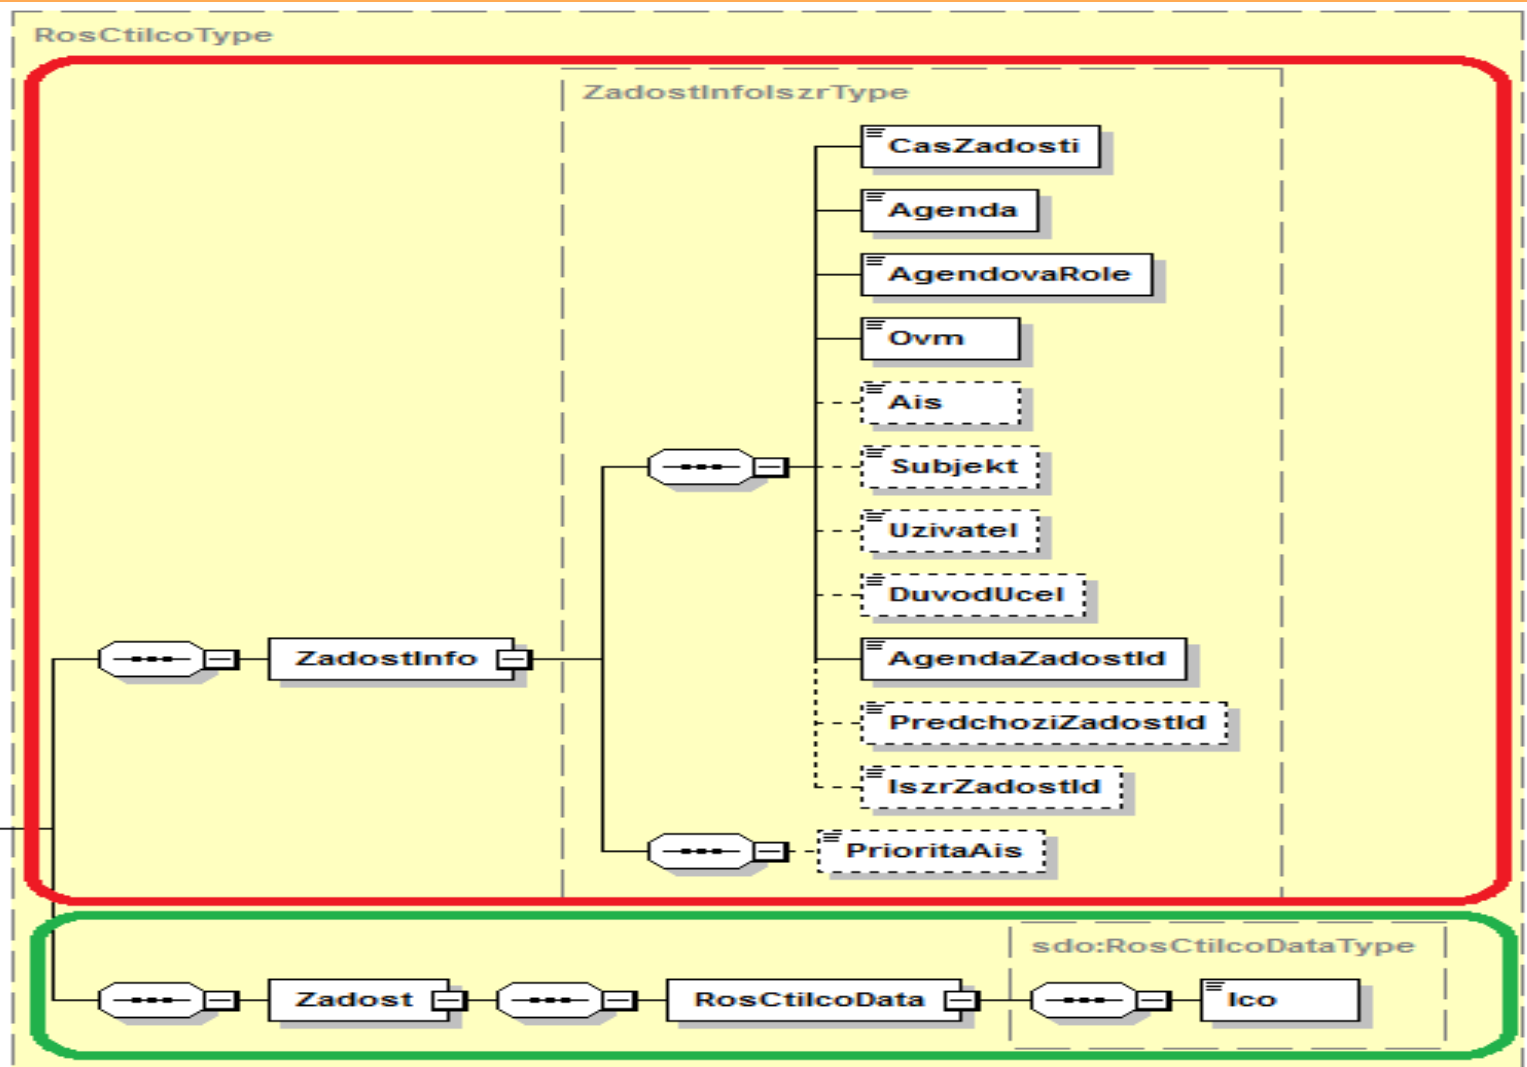 RosCtiIcoType
ZadostInfoIszrType
CasZadosti
Agenda
AgendovaRole
Ovm
Ais
Subjekt
Uzivatel
DuvodUcel
ZadostInfo
AgendaZadostId
PredchoziZadostId
IszrZadostId
PrioritaAis
sdo:RosCtiIcoDataType
Zadost
RosCtiIcoData
Ico